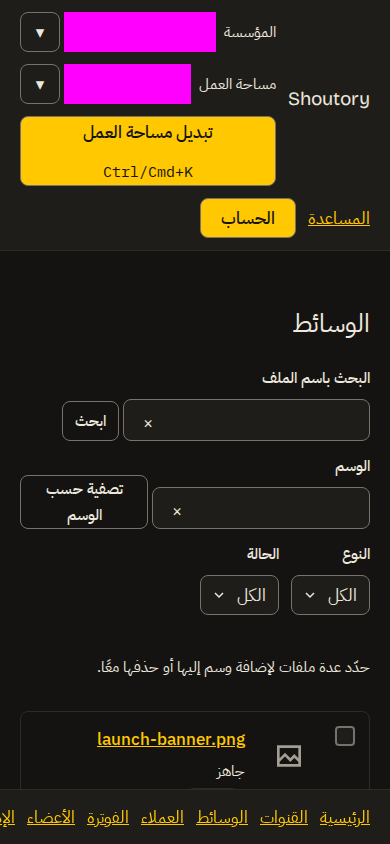 المؤسسة
Shoutory
مساحة العمل
تبديل مساحة العمل
Ctrl/Cmd+K
المساعدة الحساب
الوسائط
البحث باسم الملف
× ابحث
الوسم
× تصفية حسب
الوسم
النوع الحالة
الكل الكل
حدّد عدة ملفات لإضافة وسم إليها أو حذفها معًا.
launch-banner.png
جاهز
الرئيسية القنوات الوسائط العملاء الفوترة الأعضاء